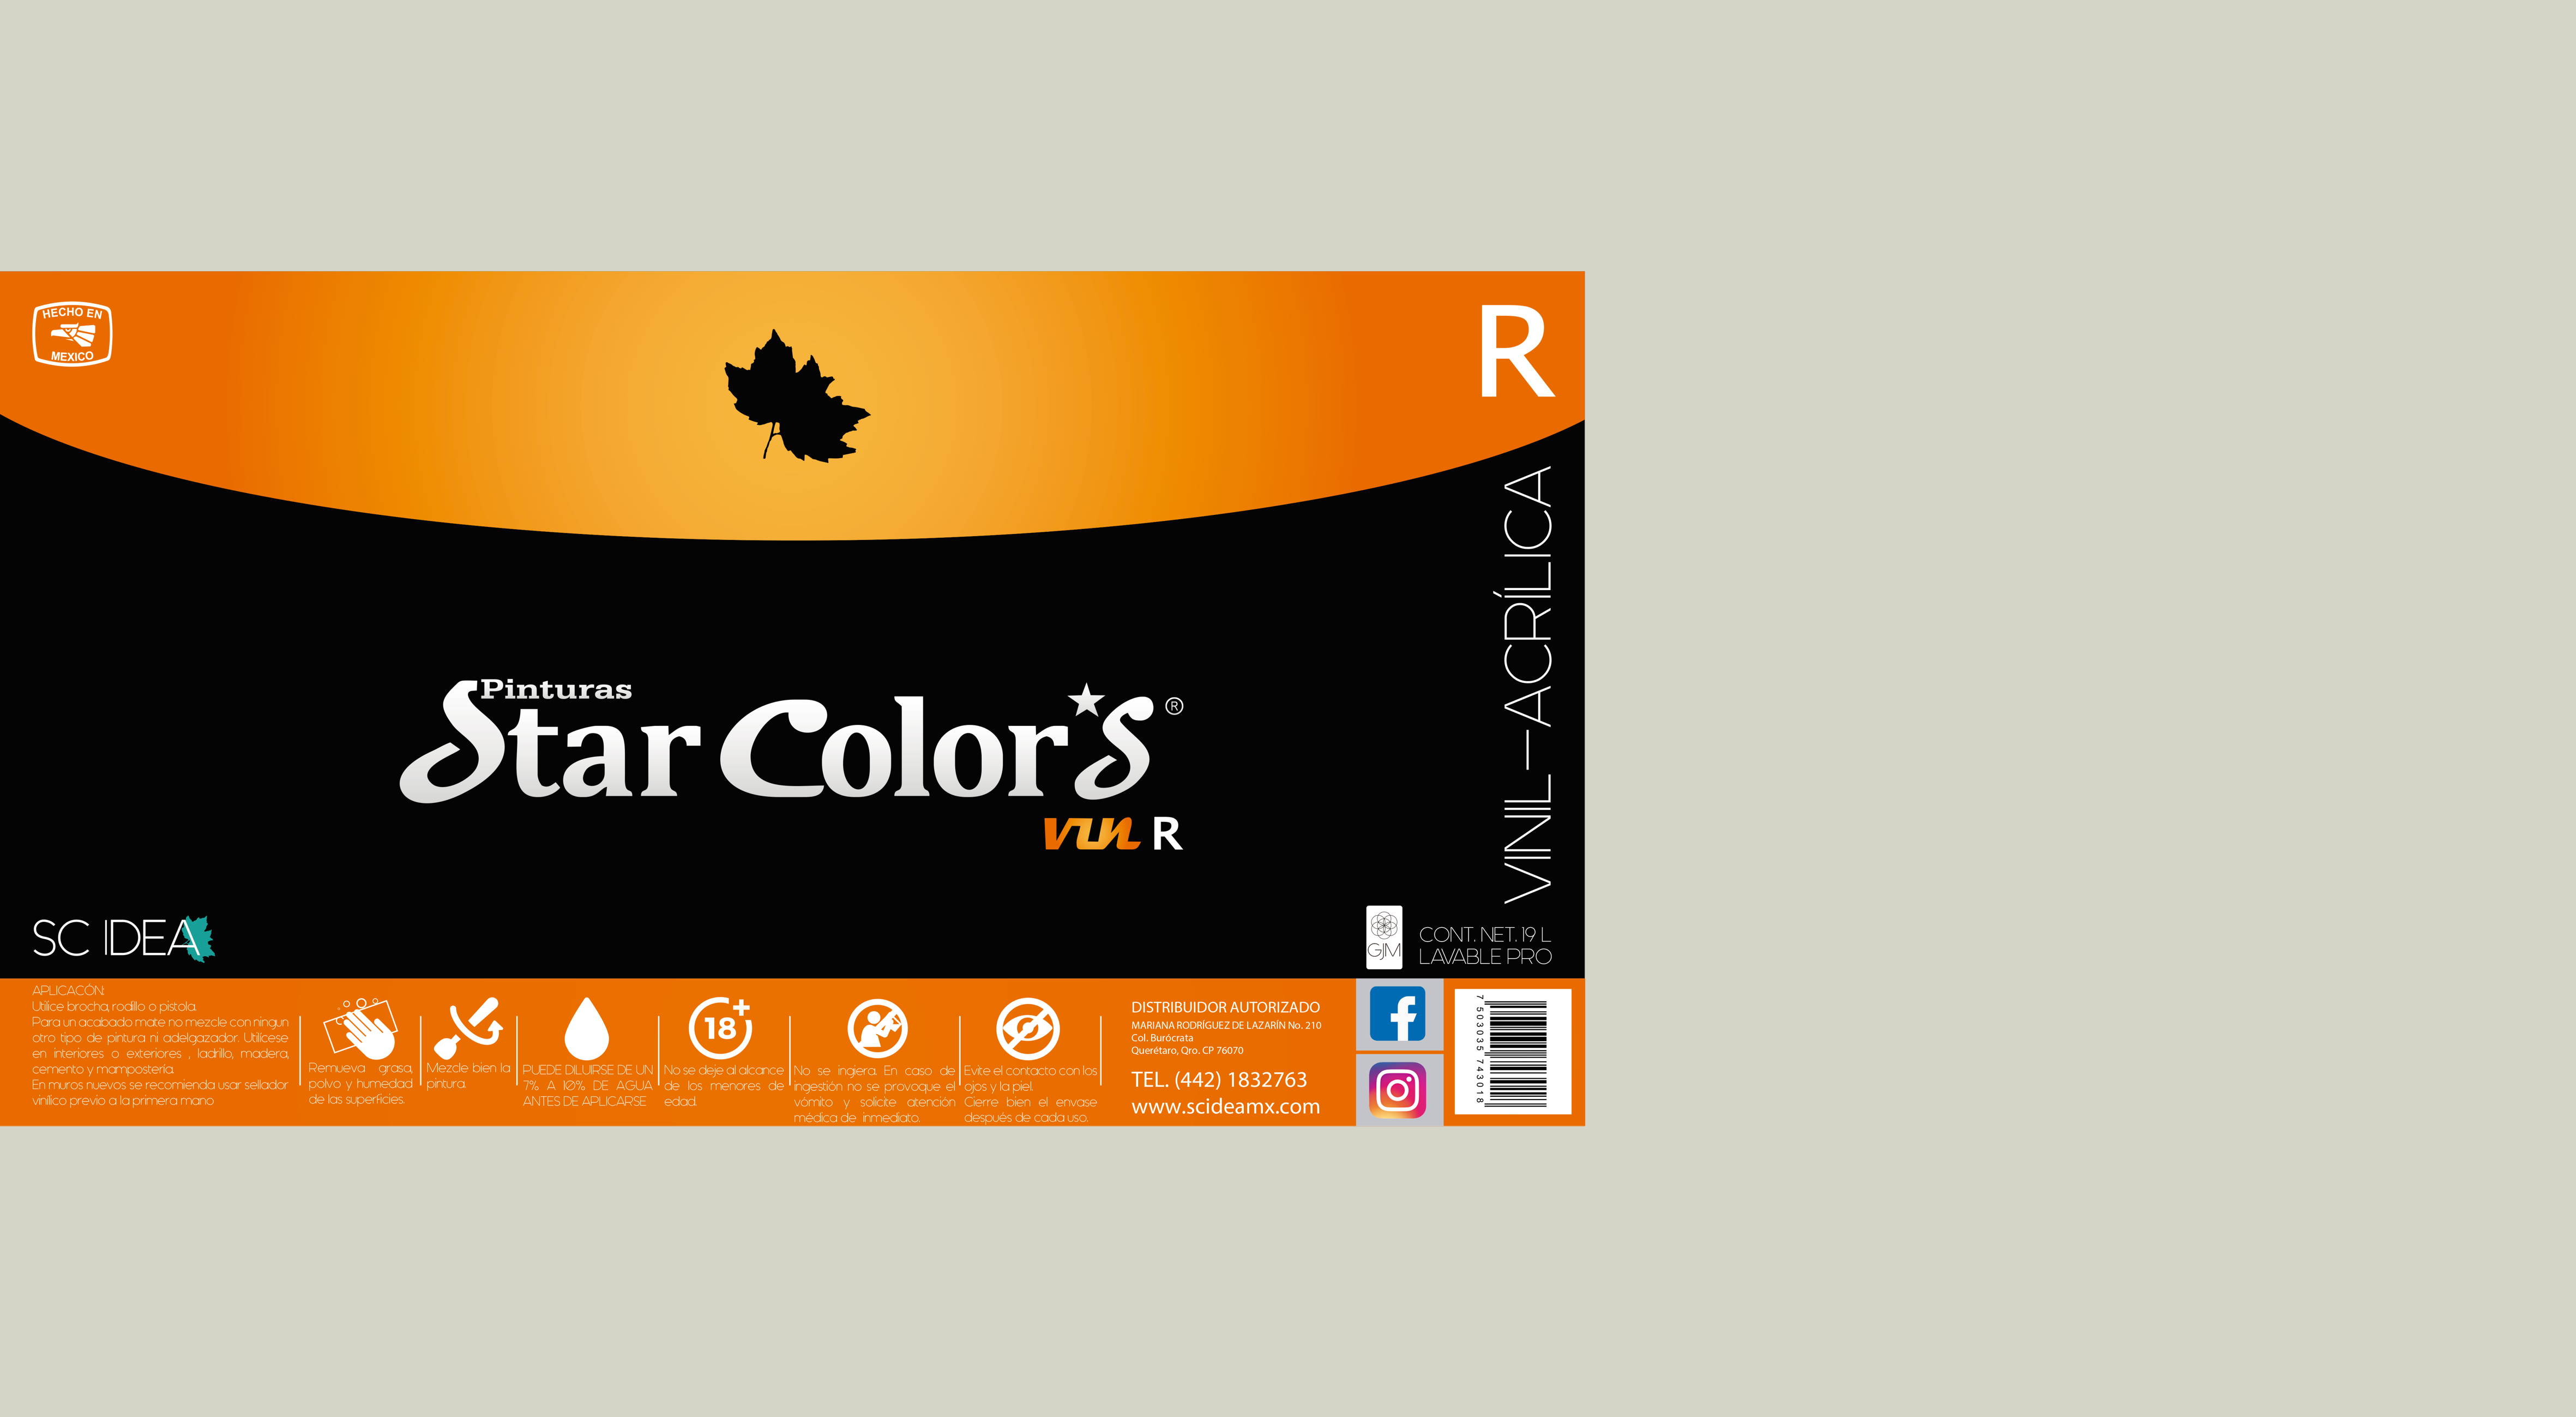 HECHO EN
MEXICO
R
VINIL-ACRÍLICA
Pinturas
Star Color's ®
VIN R
SC IDEA
GJM
CONT. NET. 19 L
LAVABLE PRO
APLICACÓN:
Utilice brocha, rodillo o pistola.
Para un acabado mate no mezcle con ningun
otro tipo de pintura ni adelgazador. Utilícese
en interiores o exteriores , ladrillo, madera,
cemento y mampostería.
En muros nuevos se recomienda usar sellador
vinílico previo a la primera mano
Remueva grasa,
polvo y humedad
de las superficies.
Mezcle bien la
pintura.
PUEDE DILUIRSE DE UN
7% A 10% DE AGUA
ANTES DE APLICARSE
18+
No se deje al alcance
de los menores de
edad.
No se ingiera. En caso de
ingestión no se provoque el
vómito y solicite atención
médica de inmediato.
Evite el contacto con los
ojos y la piel.
Cierre bien el envase
después de cada uso.
DISTRIBUIDOR AUTORIZADO
MARIANA RODRÍGUEZ DE LAZARÍN No. 210
Col. Burócrata
Querétaro, Qro. CP 76070
TEL. (442) 1832763
www.scideamx.com
7 503035 743018